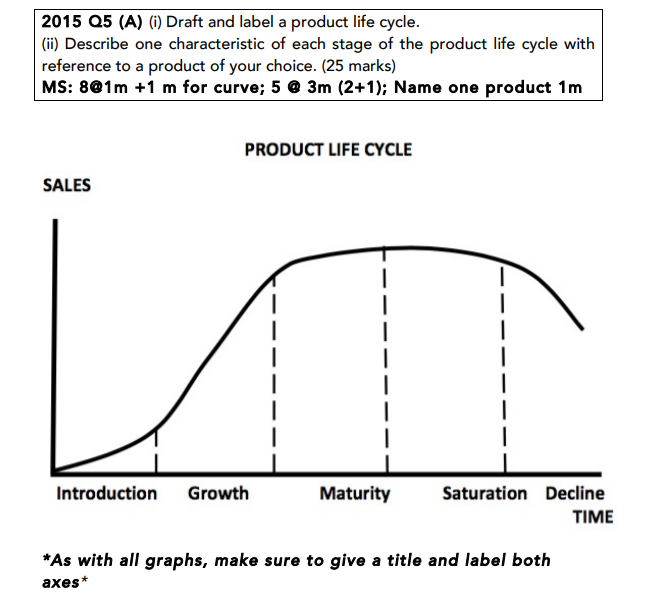 2015 Q5 (A) (i) Draft and label a product life cycle.
(ii) Describe one characteristic of each stage of the product life cycle with
reference to a product of your choice. (25 marks)
MS: 8@1m +1 m for curve; 5 @ 3m (2+1); Name one product 1m
PRODUCT LIFE CYCLE
SALES
Introduction Growth Maturity Saturation Decline
TIME
*As with all graphs, make sure to give a title and label both
axes*